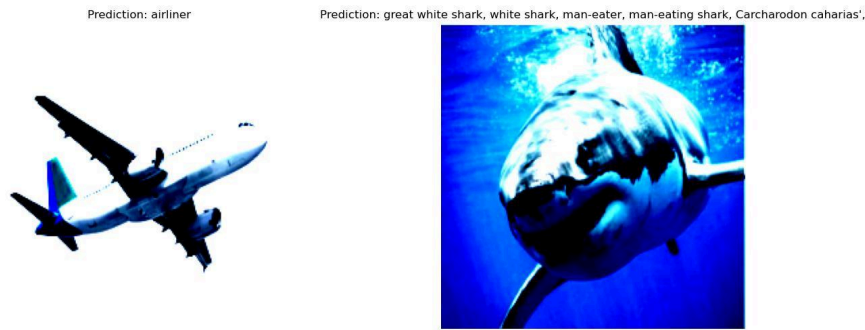 Prediction: airliner
Prediction: great white shark, white shark, man-eater, man-eating shark, Carcharodon caharias',